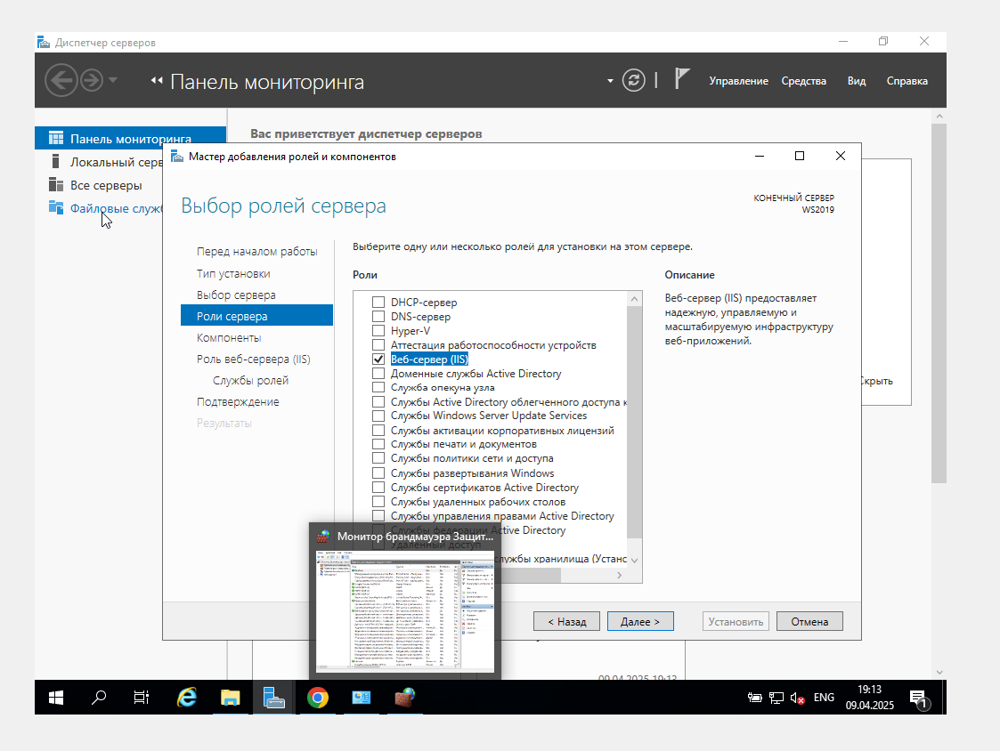 Диспетчер серверов
Панель мониторинга
Управление Средства Вид Справка
Панель мониторинга
Локальный серв
Все серверы
Файловые служб
Вас приветствует диспетчер серверов
Мастер добавления ролей и компонентов
Выбор ролей сервера
КОНЕЧНЫЙ СЕРВЕР
WS2019
Перед началом работы
Тип установки
Выбор сервера
Роли сервера
Компоненты
Роль веб-сервера (IIS)
Службы ролей
Подтверждение
Результаты
Выберите одну или несколько ролей для установки на этом сервере.
Роли
DHCP-сервер
DNS-сервер
Hyper-V
Аттестация работоспособности устройств
Веб-сервер (IIS)
Доменные службы Active Directory
Служба опекуна узла
Службы Active Directory облегченного доступа к
Службы Windows Server Update Services
Службы активации корпоративных лицензий
Службы печати и документов
Службы политики сети и доступа
Службы развертывания Windows
Службы сертификатов Active Directory
Службы удаленных рабочих столов
Службы управления правами Active Directory
Службы федерации Active Directory
Удаленный доступ
службы хранилища (Устанс
Описание
Веб-сервер (IIS) предоставляет
надежную, управляемую и
масштабируемую инфраструктуру
веб-приложений.
Скрыть
Монитор брандмауэра Защит...
< Назад Далее > Установить Отмена
09.04.2025 19:13
ENG
19:13
09.04.2025
1